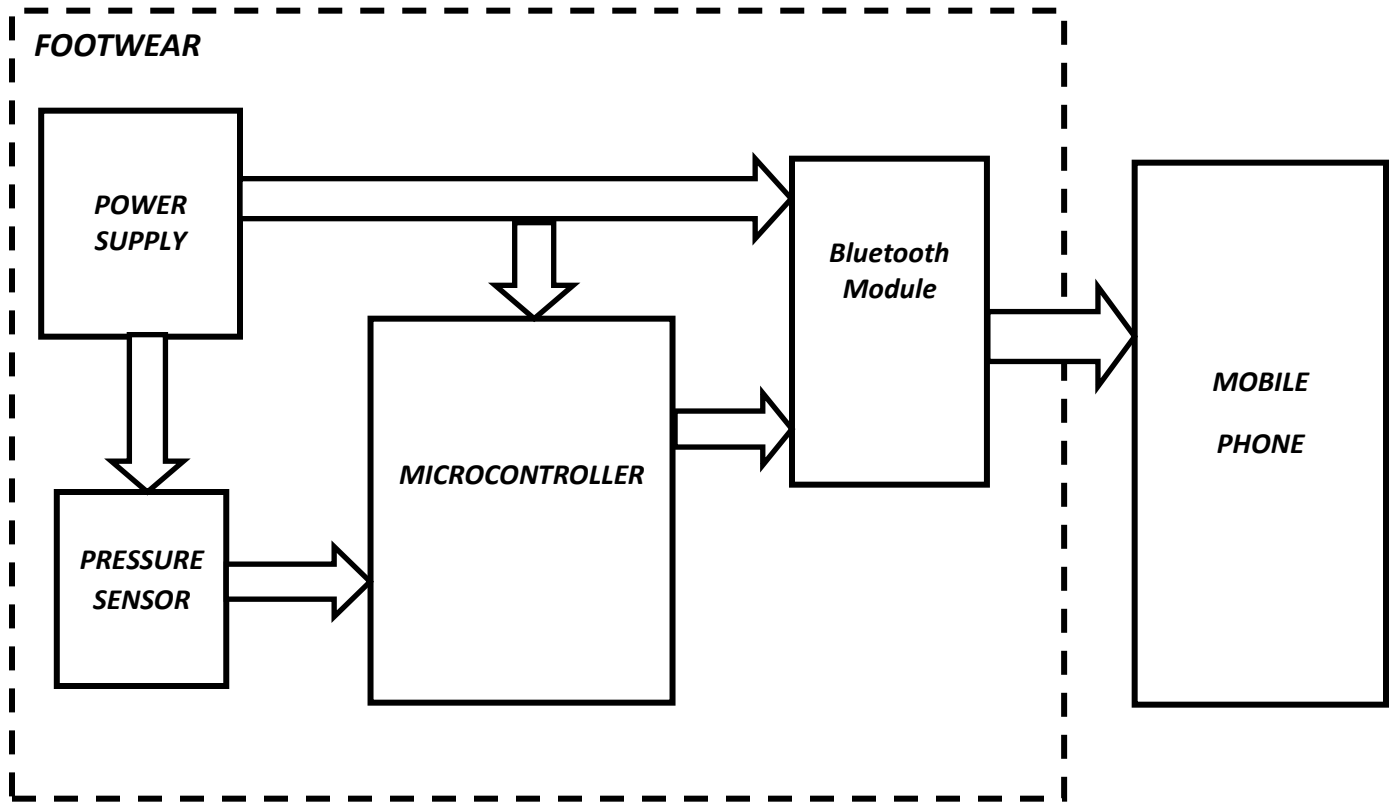 FOOTWEAR
POWER
SUPPLY
Bluetooth
Module
MOBILE
PHONE
MICROCONTROLLER
PRESSURE
SENSOR